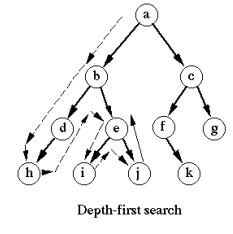 a
b c
d e f g
h i j k
Depth-first search